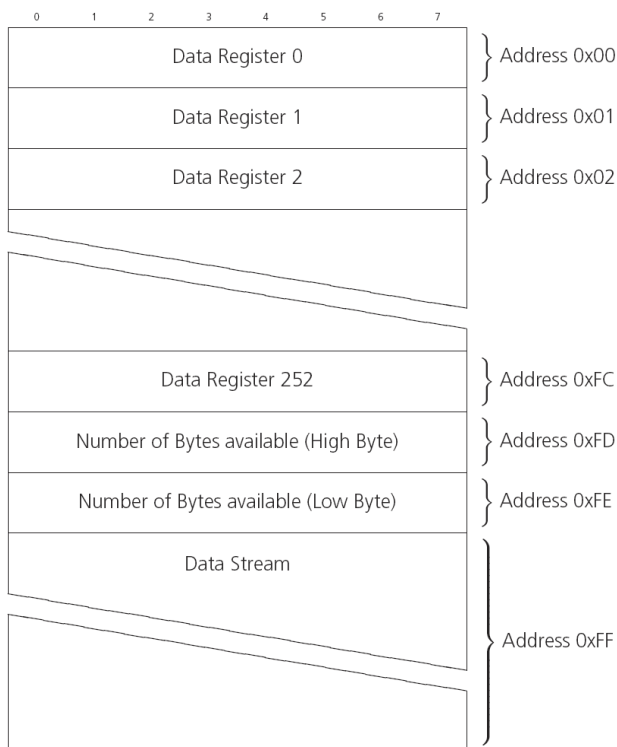 0 1 2 3 4 5 6 7
Data Register 0 Address 0x00
Data Register 1 Address 0x01
Data Register 2 Address 0x02
Data Register 252 Address 0xFC
Number of Bytes available (High Byte) Address 0xFD
Number of Bytes available (Low Byte) Address 0xFE
Data Stream
Address 0xFF